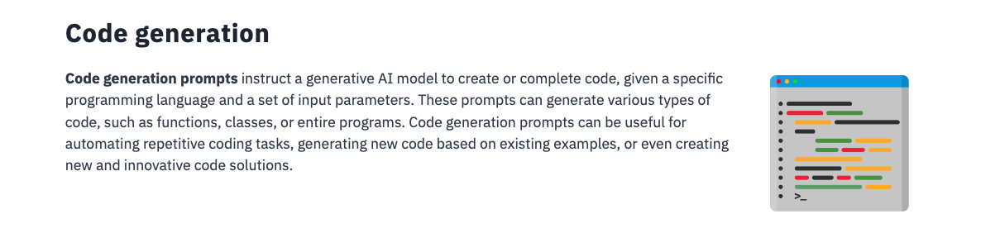 Code generation
Code generation prompts instruct a generative AI model to create or complete code, given a specific
programming language and a set of input parameters. These prompts can generate various types of
code, such as functions, classes, or entire programs. Code generation prompts can be useful for
automating repetitive coding tasks, generating new code based on existing examples, or even creating
new and innovative code solutions.
>_